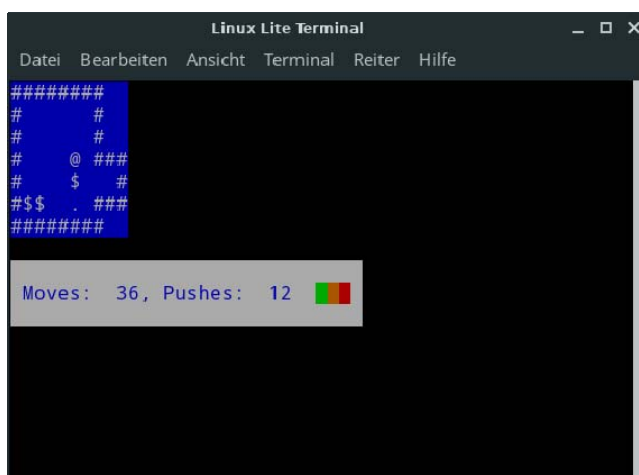 Linux Lite Terminal
Datei Bearbeiten Ansicht Terminal Reiter Hilfe
########
#      #
#      #
#    @ ###
#    $   #
#$$  . ###
########
Moves:  36, Pushes:  12